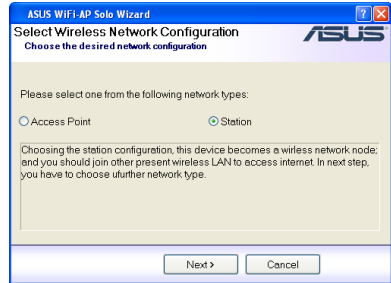 ASUS WiFi-AP Solo Wizard
Select Wireless Network Configuration
Choose the desired network configuration
ASUS
Please select one from the following network types:
Access Point
Station
Choosing the station configuration, this device becomes a wirless network node;
and you should join other present wireless LAN to access internet. In next step,
you have to choose ufurther network type.
Next >
Cancel